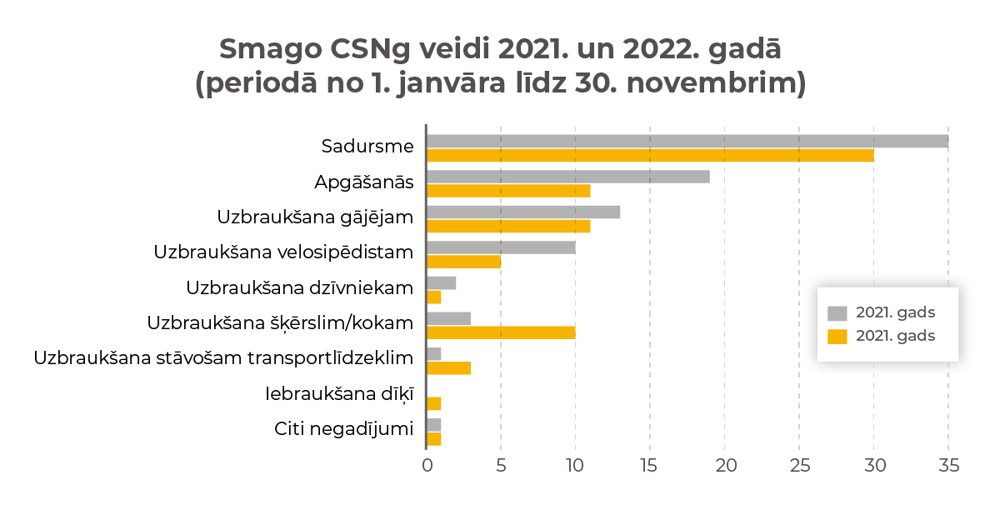 Smago CSNg veidi 2021. un 2022. gadā
(periodā no 1. janvāra līdz 30. novembrim)
Sadursme
Apgāšanās
Uzbraukšana gājējam
Uzbraukšana velosipēdistam
Uzbraukšana dzīvniekam
Uzbraukšana šķērslim/kokam
Uzbraukšana stāvošam transportlīdzeklim
Iebraukšana dīķī
Citi negadījumi
2021. gads
2021. gads
0 5 10 15 20 25 30 35